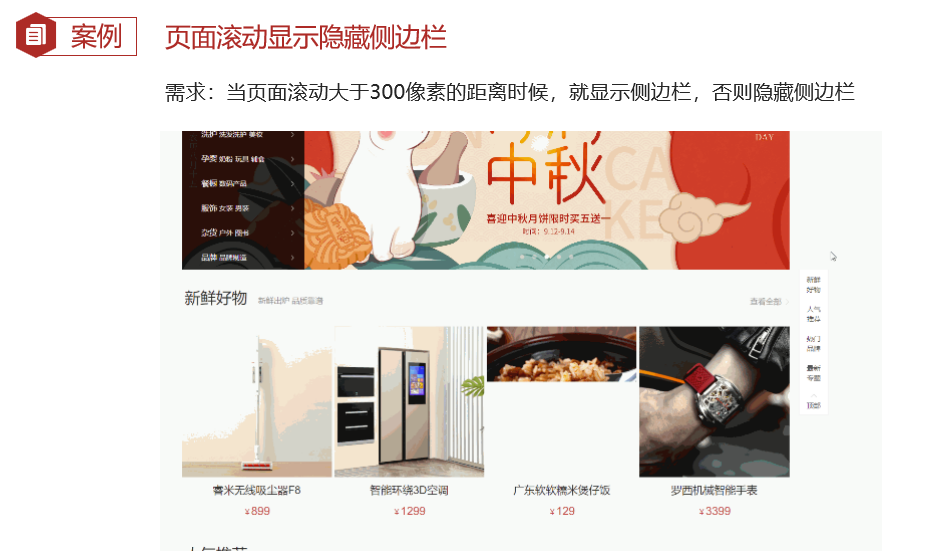 案例
页面滚动显示隐藏侧边栏
需求：当页面滚动大于300像素的距离时候，就显示侧边栏，否则隐藏侧边栏
洗护 洗发洗护 美妆
孕婴 奶粉 玩具 辅食
餐厨 数码产品
服饰 女装 男装
杂货 户外 图书
品牌 品牌制造
DAY
中秋
CA
KE
喜迎中秋月饼限时买五送一
时间：9.12-9.14
新鲜好物 新鲜出炉 品质靠谱
查看全部
新鲜
好物
人气
推荐
热门
品牌
最新
专题
顶部
睿米无线吸尘器F8
¥899
智能环绕3D空调
¥1299
广东软软糯米煲仔饭
¥129
罗西机械智能手表
¥3399